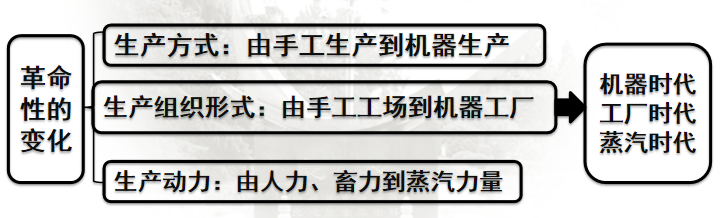 革命
性的
变化
生产方式：由手工生产到机器生产
生产组织形式：由手工工场到机器工厂
生产动力：由人力、畜力到蒸汽力量
机器时代
工厂时代
蒸汽时代